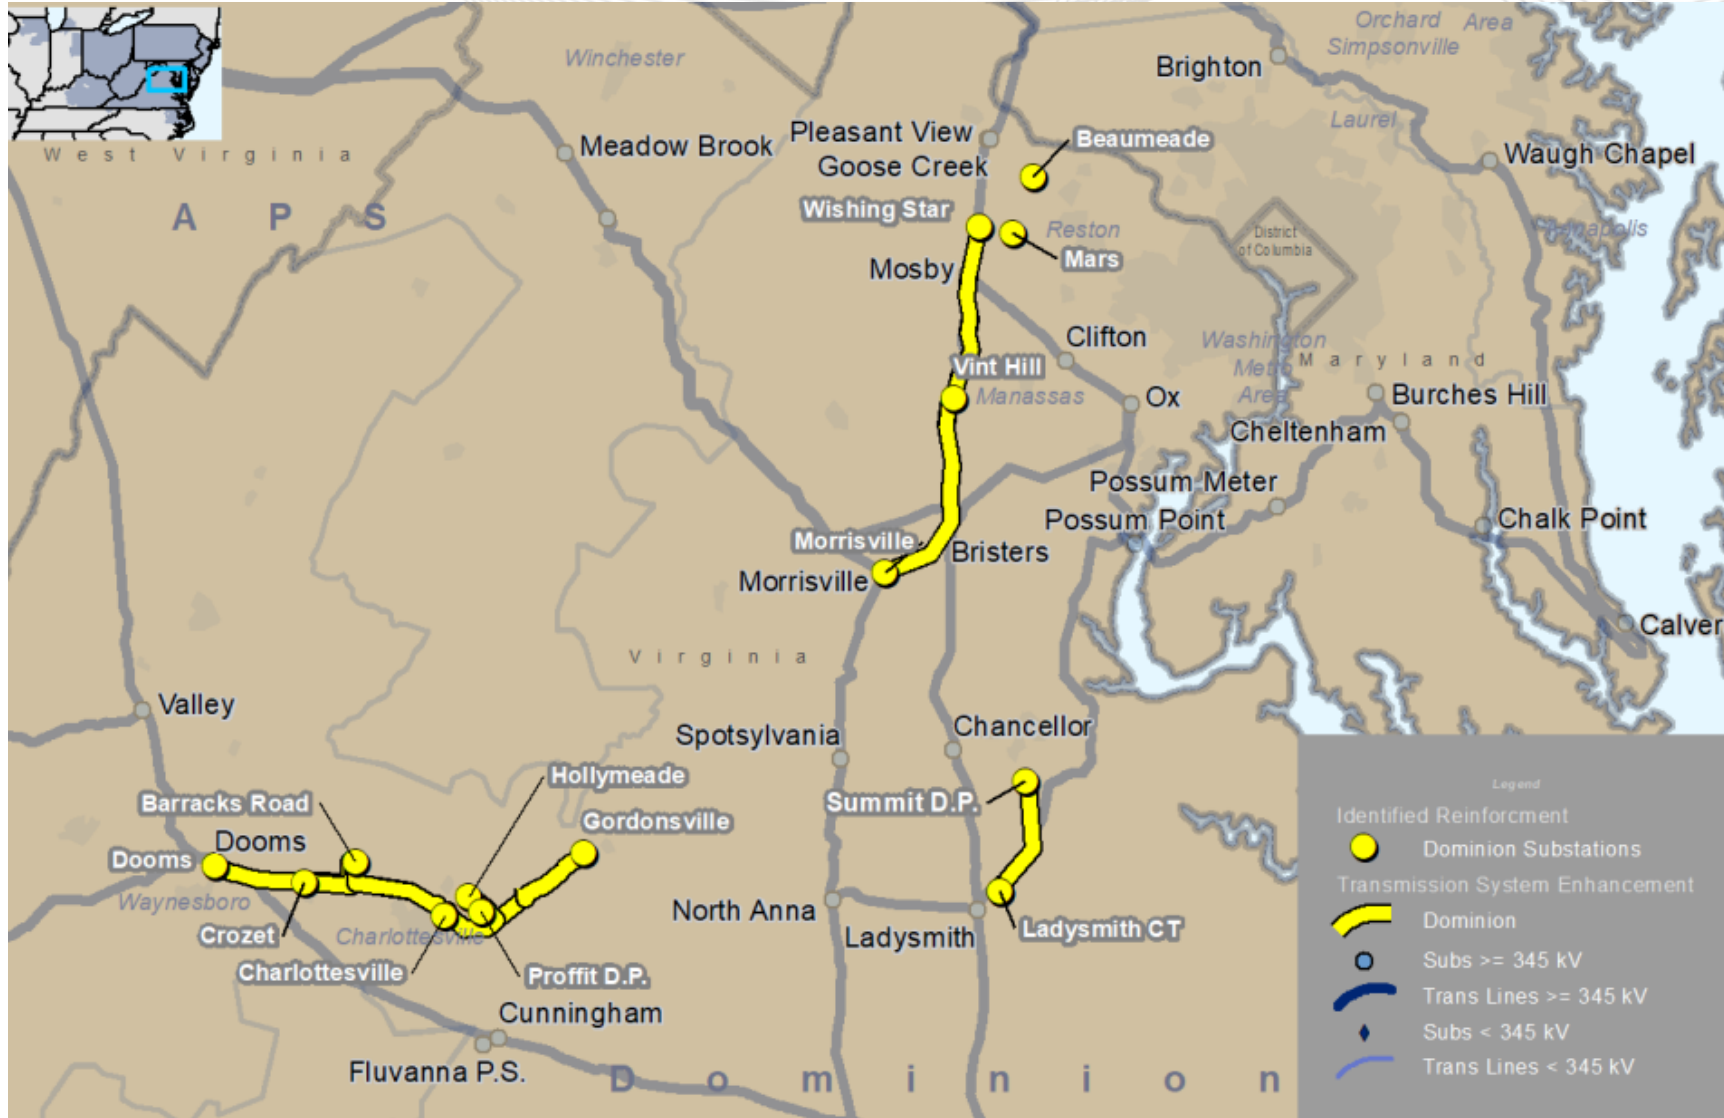 Orchard Area
Simpsonville
Winchester
Brighton
Laurel
Pleasant View
Beaumeade
Meadow Brook
Goose Creek
Waugh Chapel
West Virginia
Wishing Star
A P S
Reston
District
of Columbia
Mars
Mosby
Clifton
Washington
Metro
Area
Maryland
Vint Hill
Manassas
Ox
Burches Hill
Cheltenham
Possum Meter
Possum Point
Chalk Point
Morrisville
Bristers
Morrisville
Calver
Virginia
Valley
Spotsylvania
Chancellor
Hollymeade
Barracks Road
Summit D.P.
Gordonsville
Dooms
Dooms
Waynesboro
Crozet
Charlottesville
North Anna
Ladysmith
Ladysmith CT
Charlottesville
Proffit D.P.
Cunningham
Fluvanna P.S.
Dominion
Legend
Identified Reinforcment
Dominion Substations
Transmission System Enhancement
Dominion
Subs >= 345 kV
Trans Lines >= 345 kV
Subs < 345 kV
Trans Lines < 345 kV